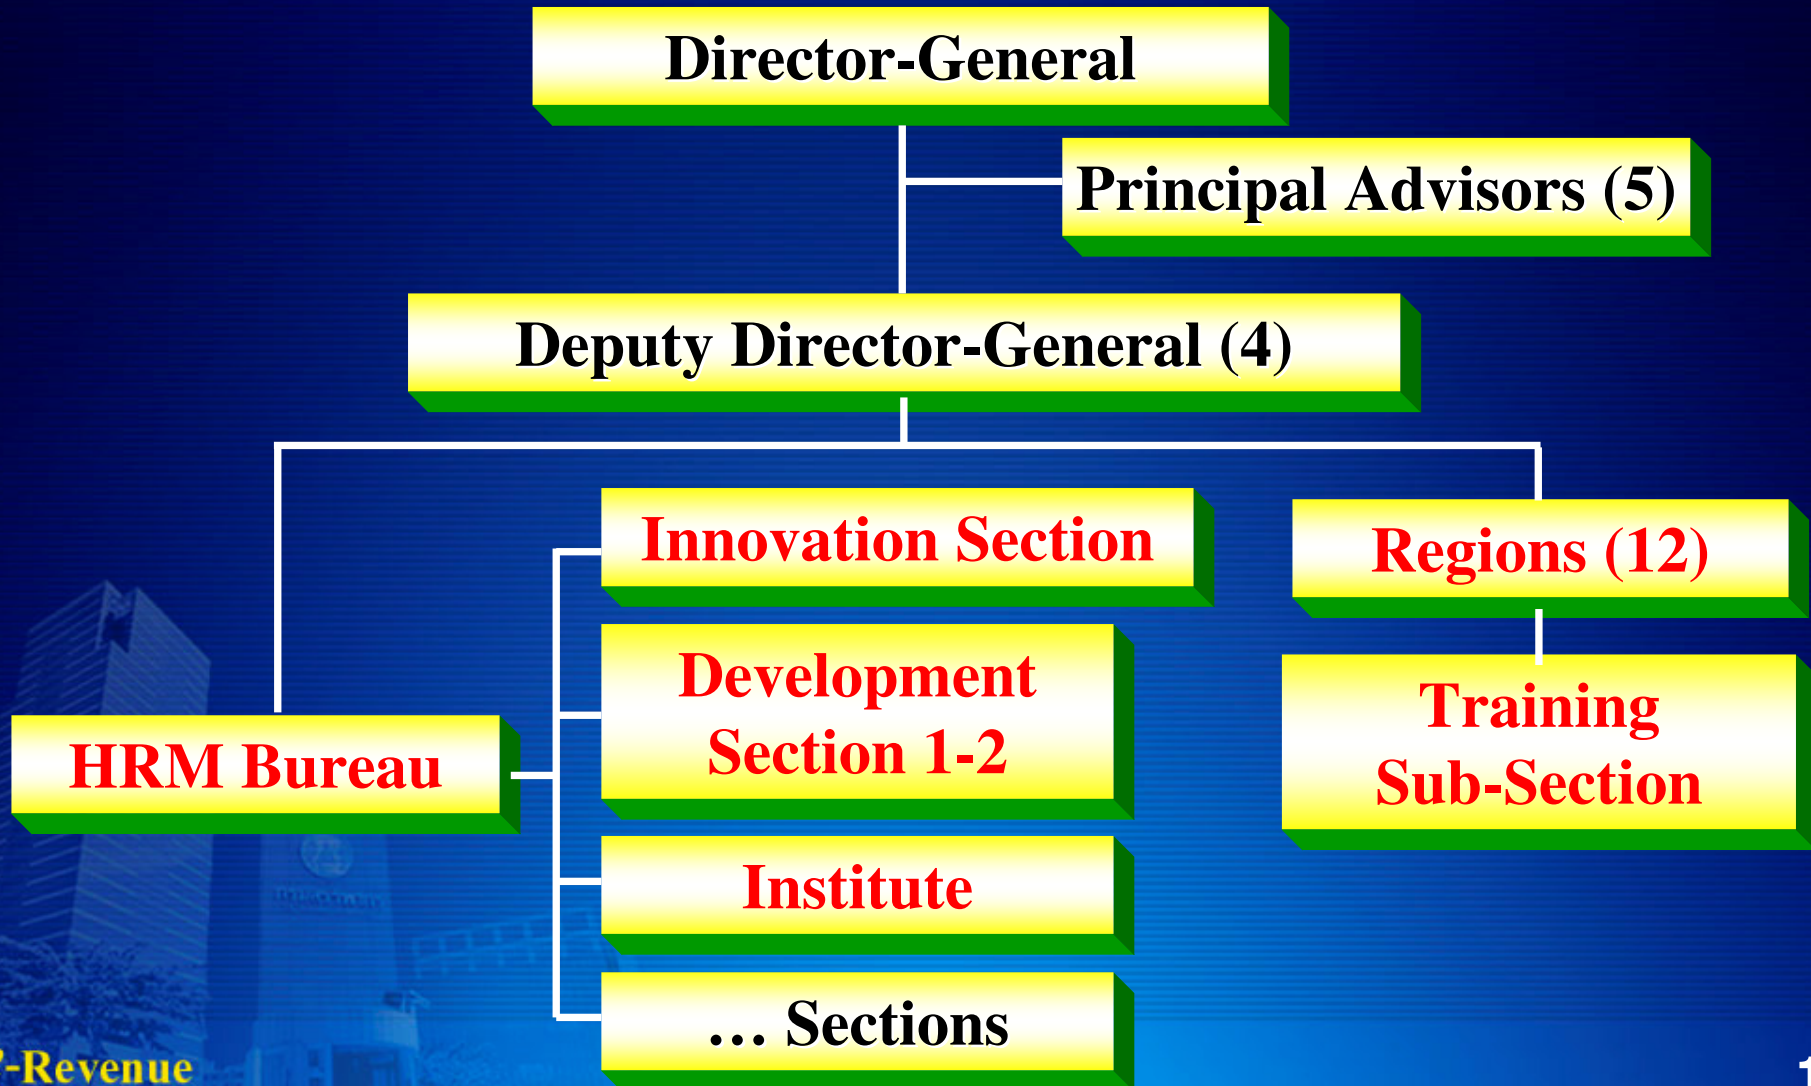 Director-General
Principal Advisors (5)
Deputy Director-General (4)
Innovation Section
Regions (12)
Development
Section 1-2
Training
Sub-Section
HRM Bureau
Institute
... Sections
-Revenue